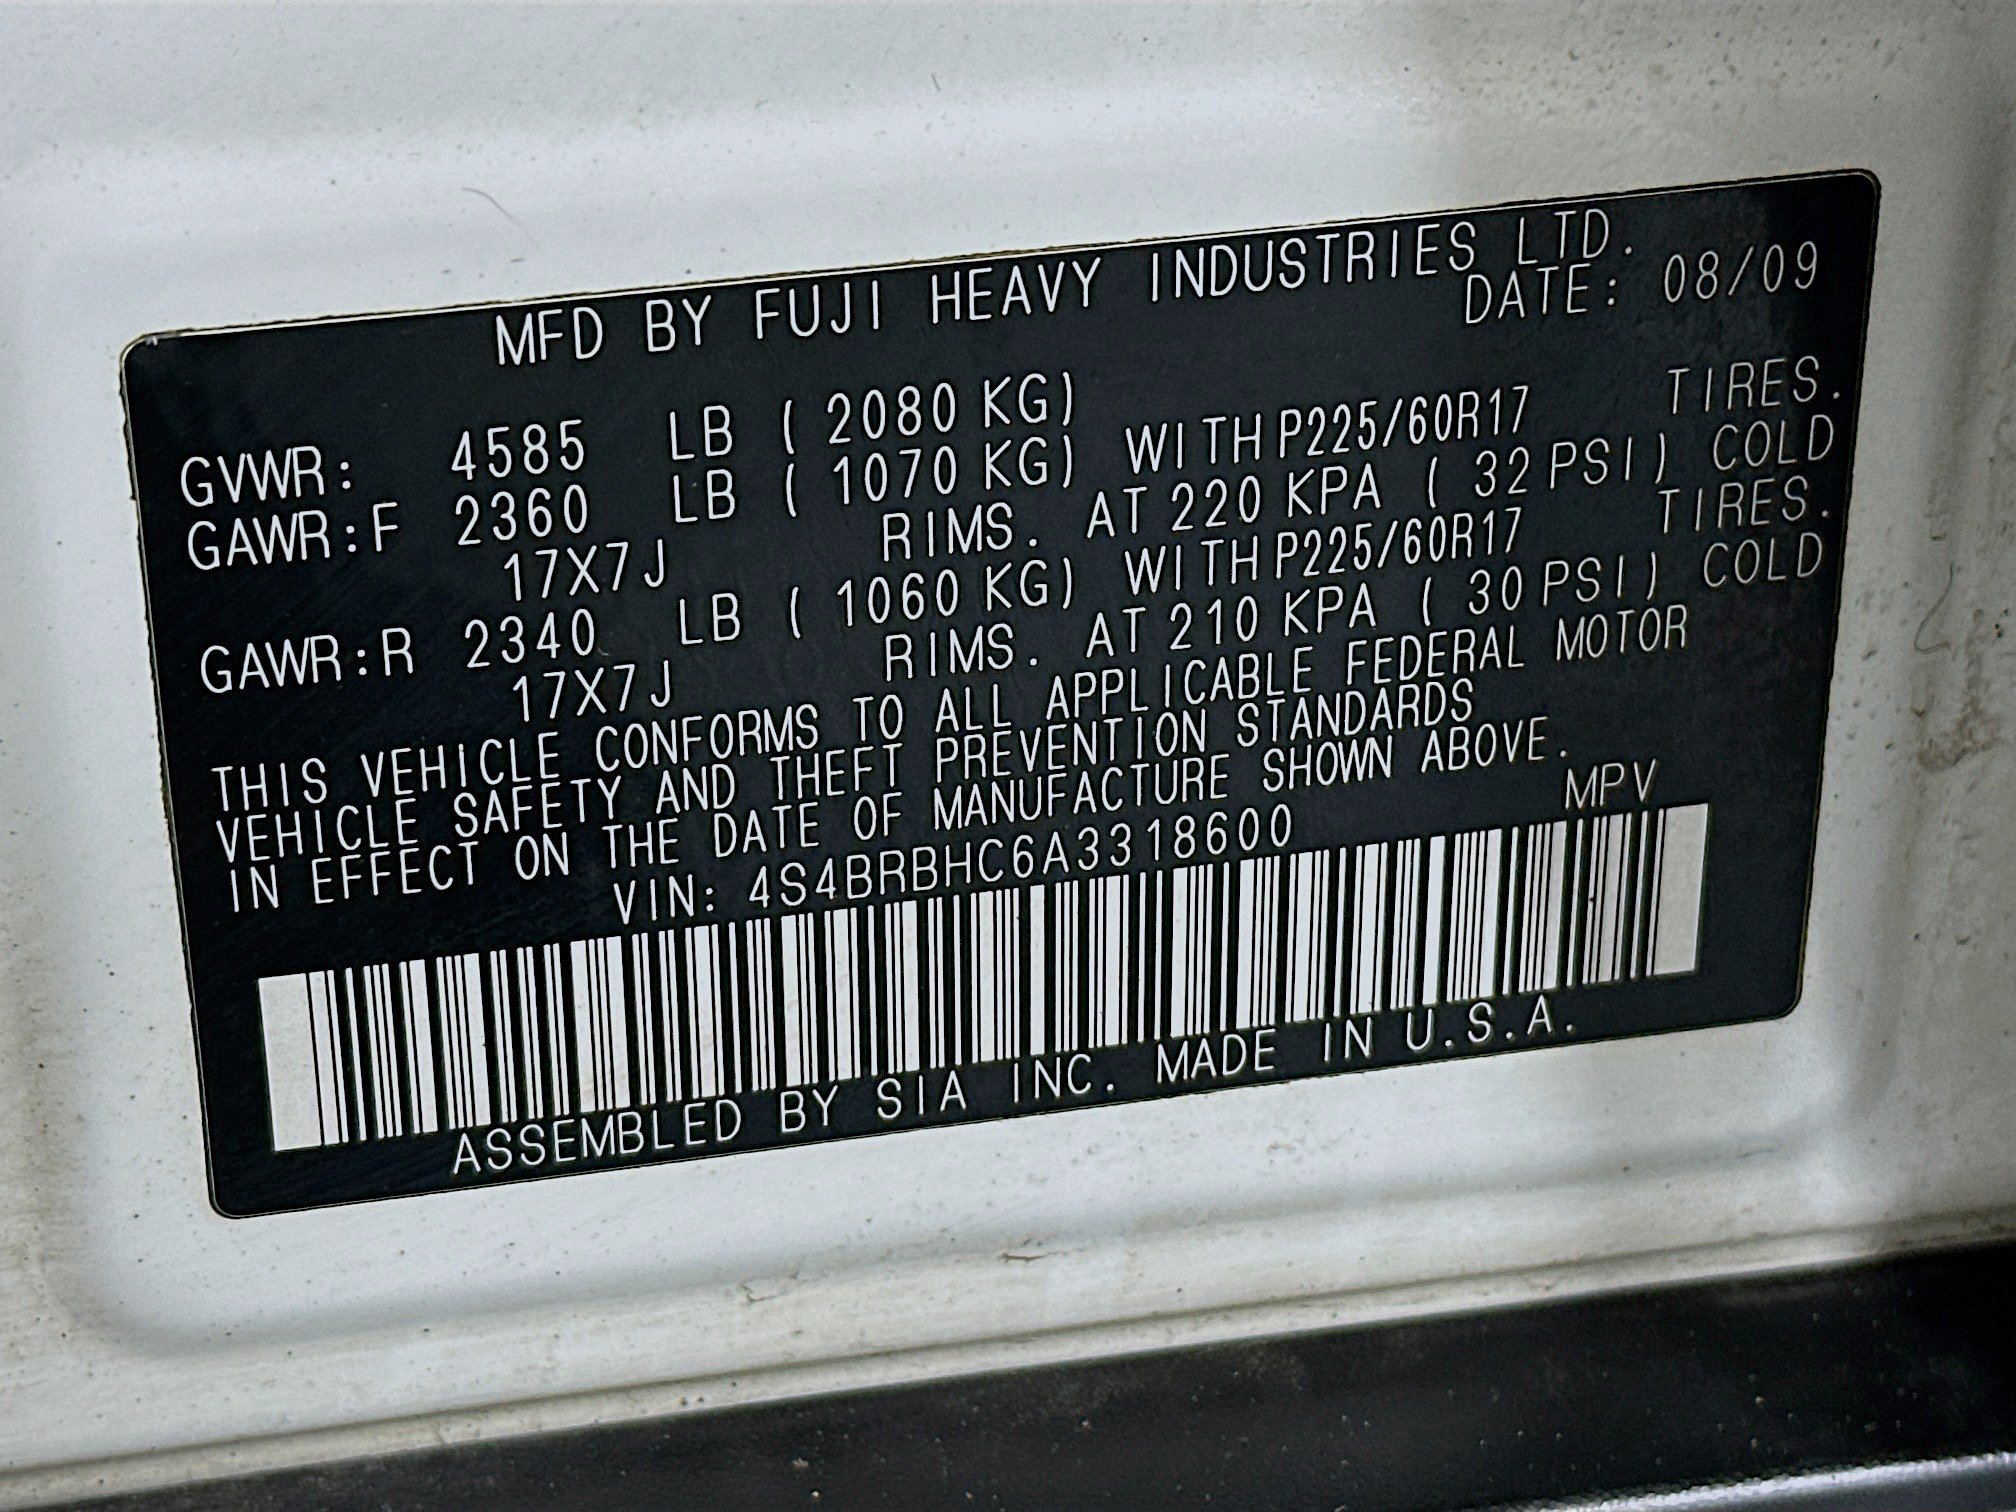 MFD BY FUJI HEAVY INDUSTRIES LTD.
DATE: 08/09
GVWR: 4585 LB ( 2080 KG)
GAWR:F 2360 LB ( 1070 KG) WITH P225/60R17 TIRES.
17X7J RIMS. AT 220 KPA ( 32 PSI) COLD
GAWR:R 2340 LB ( 1060 KG) WITH P225/60R17 TIRES.
17X7J RIMS. AT 210 KPA ( 30 PSI) COLD
THIS VEHICLE CONFORMS TO ALL APPLICABLE FEDERAL MOTOR
VEHICLE SAFETY AND THEFT PREVENTION STANDARDS
IN EFFECT ON THE DATE OF MANUFACTURE SHOWN ABOVE.
VIN: 4S4BRBHC6A3318600 MPV
ASSEMBLED BY SIA INC. MADE IN U.S.A.